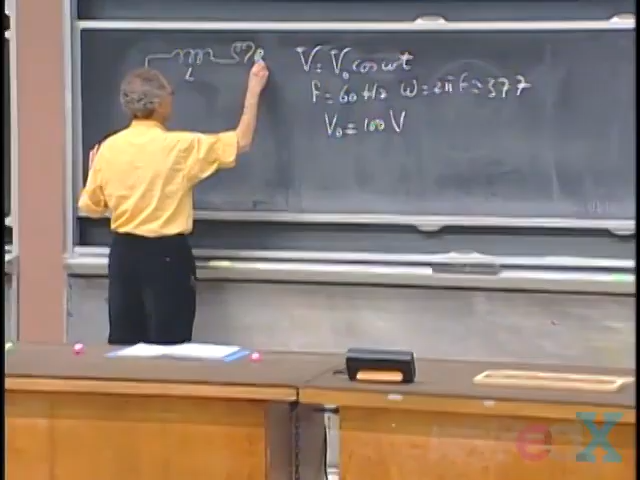 V = V₀ cos ωt
F = 60 Hz ω = 2πF = 377
V₀ = 100 V
L
edX